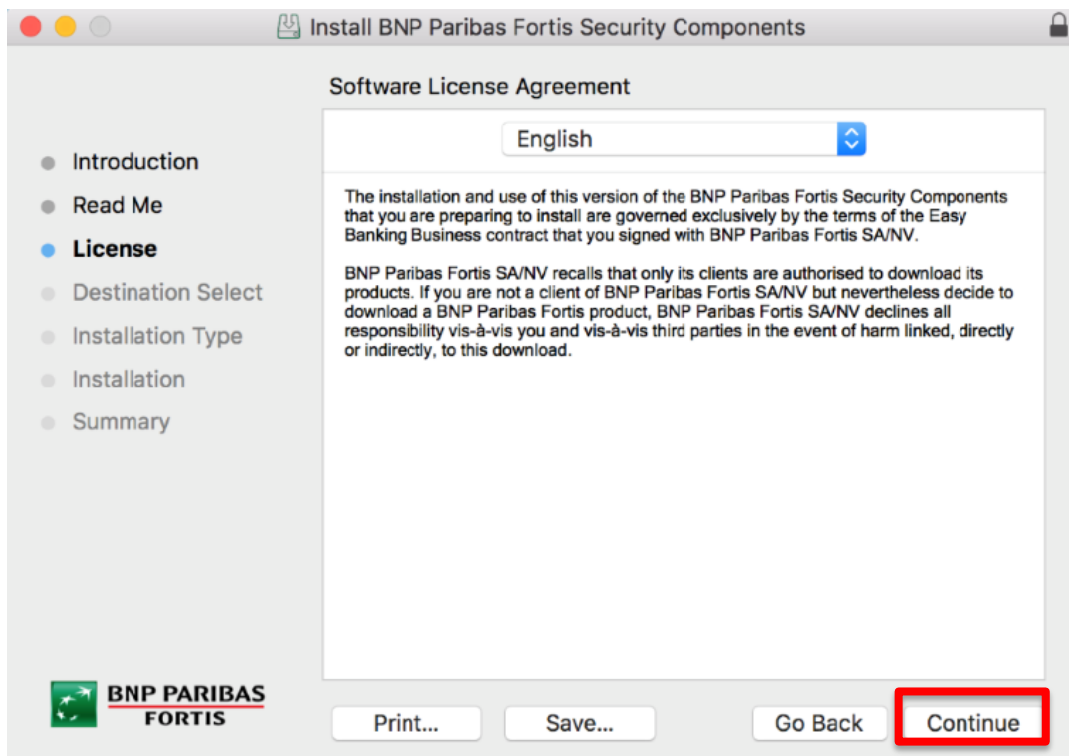 Install BNP Paribas Fortis Security Components
Software License Agreement
Introduction
Read Me
License
Destination Select
Installation Type
Installation
Summary
English
The installation and use of this version of the BNP Paribas Fortis Security Components
that you are preparing to install are governed exclusively by the terms of the Easy
Banking Business contract that you signed with BNP Paribas Fortis SA/NV.
BNP Paribas Fortis SA/NV recalls that only its clients are authorised to download its
products. If you are not a client of BNP Paribas Fortis SA/NV but nevertheless decide to
download a BNP Paribas Fortis product, BNP Paribas Fortis SA/NV declines all
responsibility vis-à-vis you and vis-à-vis third parties in the event of harm linked, directly
or indirectly, to this download.
BNP PARIBAS
FORTIS
Print...
Save...
Go Back
Continue